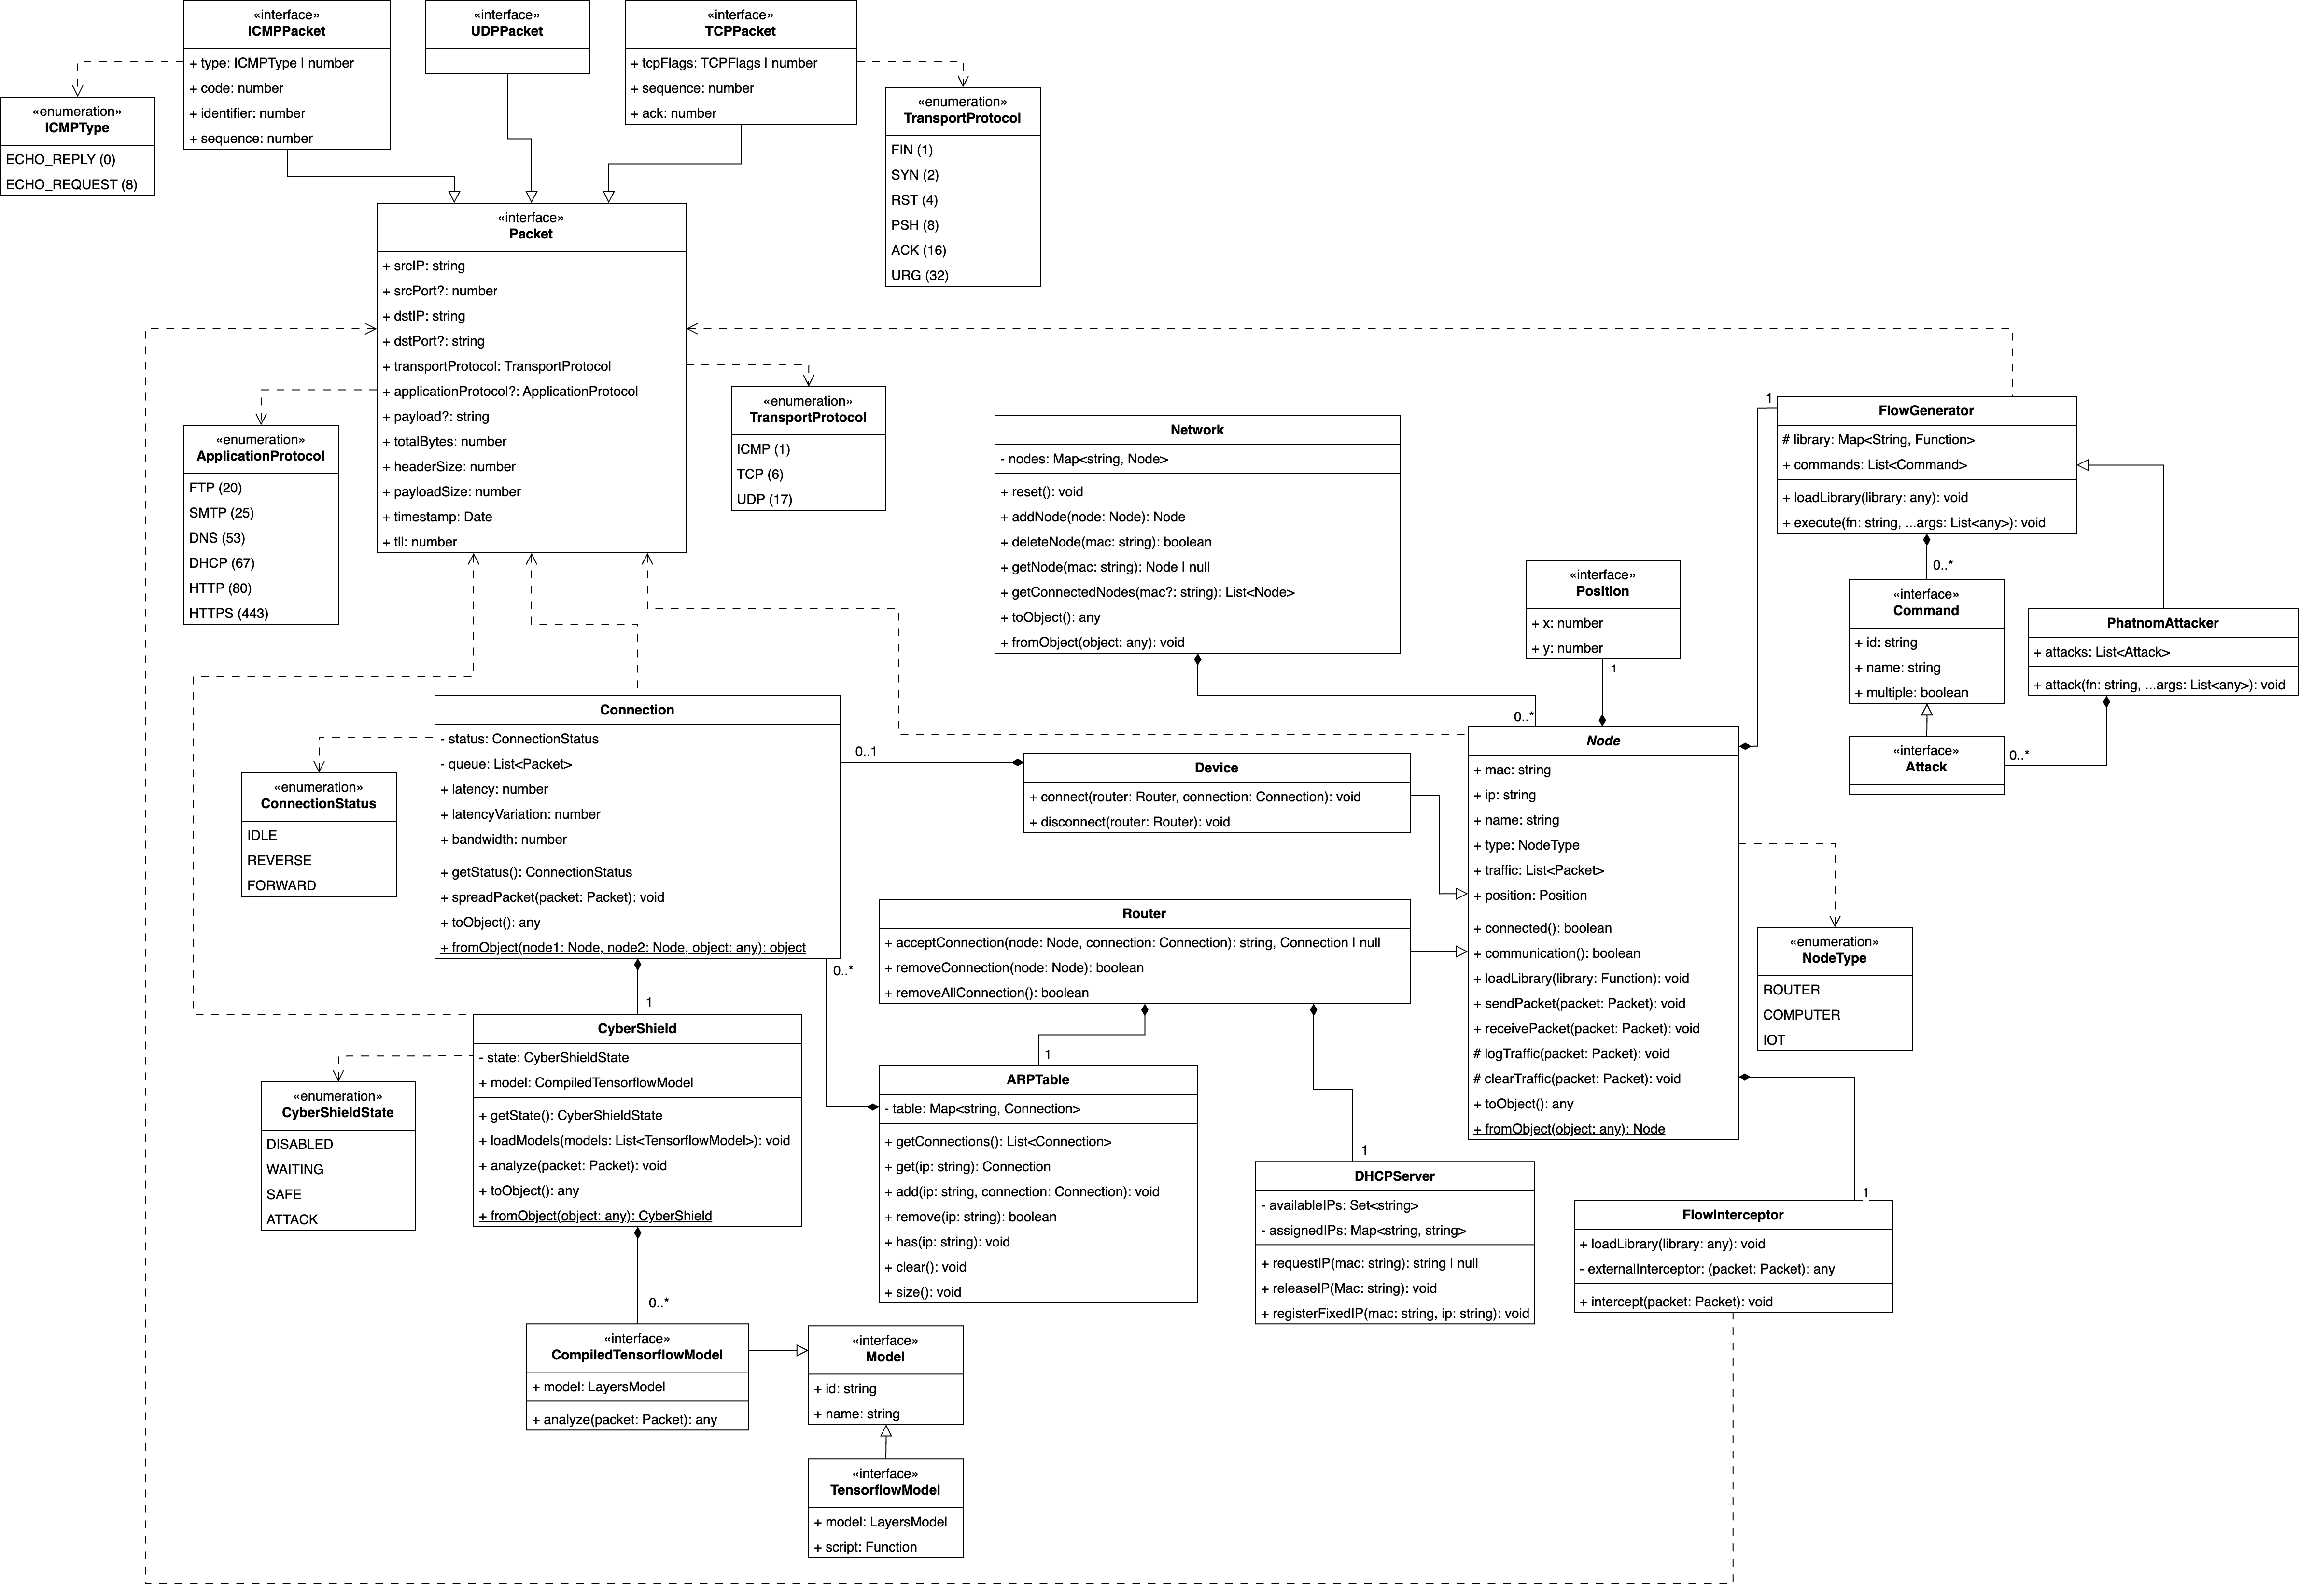 «interface»
ICMPPacket
+ type: ICMPType | number
+ code: number
+ identifier: number
+ sequence: number
«interface»
UDPPacket
«interface»
TCPPacket
+ tcpFlags: TCPFlags | number
+ sequence: number
+ ack: number
«enumeration»
ICMPType
ECHO_REPLY (0)
ECHO_REQUEST (8)
«enumeration»
TransportProtocol
FIN (1)
SYN (2)
RST (4)
PSH (8)
ACK (16)
URG (32)
«interface»
Packet
+ srcIP: string
+ srcPort?: number
+ dstIP: string
+ dstPort?: string
+ transportProtocol: TransportProtocol
+ applicationProtocol?: ApplicationProtocol
+ payload?: string
+ totalBytes: number
+ headerSize: number
+ payloadSize: number
+ timestamp: Date
+ tll: number
«enumeration»
ApplicationProtocol
FTP (20)
SMTP (25)
DNS (53)
DHCP (67)
HTTP (80)
HTTPS (443)
«enumeration»
TransportProtocol
ICMP (1)
TCP (6)
UDP (17)
Network
- nodes: Map<string, Node>
+ reset(): void
+ addNode(node: Node): Node
+ deleteNode(mac: string): boolean
+ getNode(mac: string): Node | null
+ getConnectedNodes(mac?: string): List<Node>
+ toObject(): any
+ fromObject(object: any): void
0..*
«interface»
Position
+ x: number
+ y: number
1
1
FlowGenerator
# library: Map<String, Function>
+ commands: List<Command>
+ loadLibrary(library: any): void
+ execute(fn: string, ...args: List<any>): void
0..*
«interface»
Command
+ id: string
+ name: string
+ multiple: boolean
PhatnomAttacker
+ attacks: List<Attack>
+ attack(fn: string, ...args: List<any>): void
«interface»
Attack
0..*
Connection
- status: ConnectionStatus
- queue: List<Packet>
+ latency: number
+ latencyVariation: number
+ bandwidth: number
+ getStatus(): ConnectionStatus
+ spreadPacket(packet: Packet): void
+ toObject(): any
+ fromObject(node1: Node, node2: Node, object: any): object
0..1
0..*
1
«enumeration»
ConnectionStatus
IDLE
REVERSE
FORWARD
Device
+ connect(router: Router, connection: Connection): void
+ disconnect(router: Router): void
Router
+ acceptConnection(node: Node, connection: Connection): string, Connection | null
+ removeConnection(node: Node): boolean
+ removeAllConnection(): boolean
1
1
Node
+ mac: string
+ ip: string
+ name: string
+ type: NodeType
+ traffic: List<Packet>
+ position: Position
+ connected(): boolean
+ communication(): boolean
+ loadLibrary(library: Function): void
+ sendPacket(packet: Packet): void
+ receivePacket(packet: Packet): void
# logTraffic(packet: Packet): void
# clearTraffic(packet: Packet): void
+ toObject(): any
+ fromObject(object: any): Node
«enumeration»
NodeType
ROUTER
COMPUTER
IOT
CyberShield
- state: CyberShieldState
+ model: CompiledTensorflowModel
+ getState(): CyberShieldState
+ loadModels(models: List<TensorflowModel>): void
+ analyze(packet: Packet): void
+ toObject(): any
+ fromObject(object: any): CyberShield
0..*
«enumeration»
CyberShieldState
DISABLED
WAITING
SAFE
ATTACK
ARPTable
- table: Map<string, Connection>
+ getConnections(): List<Connection>
+ get(ip: string): Connection
+ add(ip: string, connection: Connection): void
+ remove(ip: string): boolean
+ has(ip: string): void
+ clear(): void
+ size(): void
DHCPServer
- availableIPs: Set<string>
- assignedIPs: Map<string, string>
+ requestIP(mac: string): string | null
+ releaseIP(Mac: string): void
+ registerFixedIP(mac: string, ip: string): void
1
FlowInterceptor
+ loadLibrary(library: any): void
- externalInterceptor: (packet: Packet): any
+ intercept(packet: Packet): void
«interface»
CompiledTensorflowModel
+ model: LayersModel
+ analyze(packet: Packet): any
«interface»
Model
+ id: string
+ name: string
«interface»
TensorflowModel
+ model: LayersModel
+ script: Function